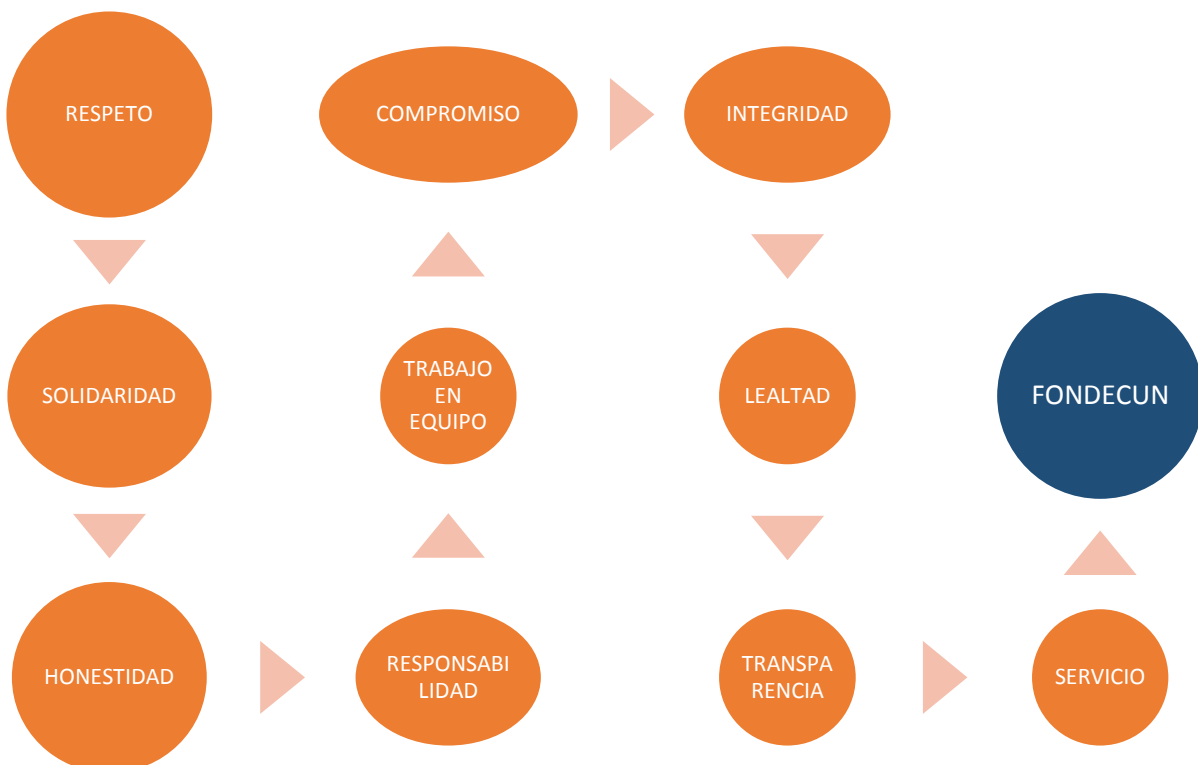 RESPETO
SOLIDARIDAD
HONESTIDAD
RESPONSABI
LIDAD
TRABAJO
EN
EQUIPO
COMPROMISO
INTEGRIDAD
LEALTAD
TRANSPA
RENCIA
SERVICIO
FONDECUN